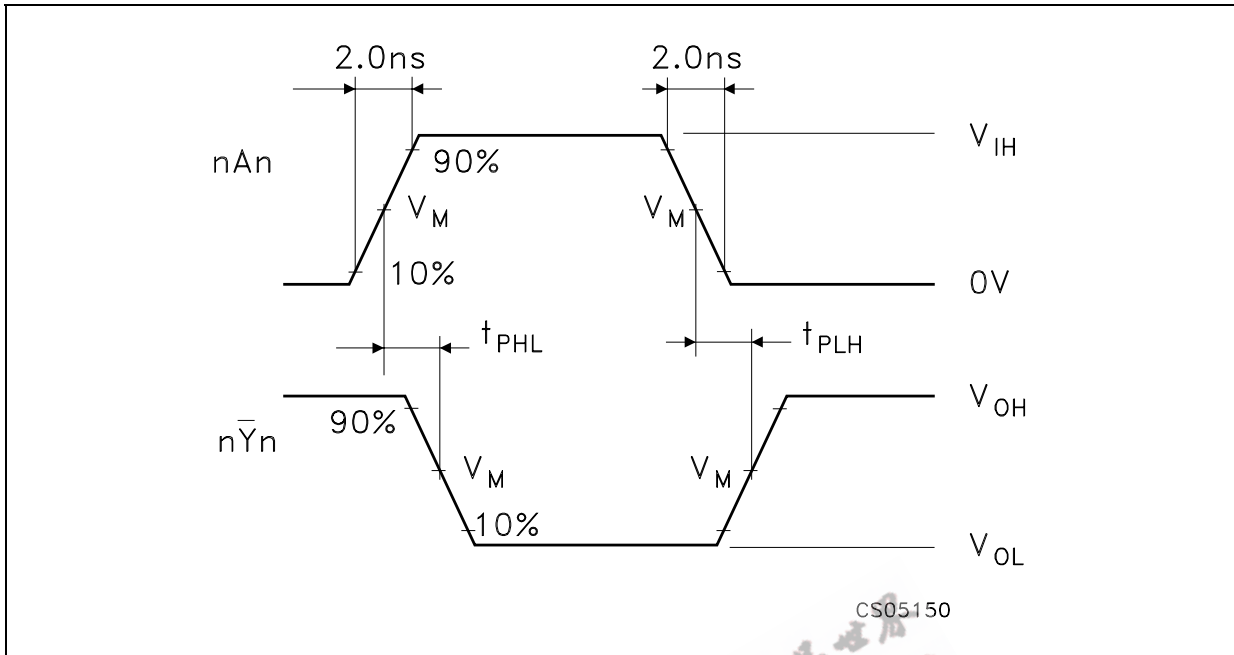 2.0ns 2.0ns
V_IH
nAn
90%
V_M V_M
10%
0V
t_PHL t_PLH
V_OH
90%
nȲn
V_M V_M
10%
V_OL
CS05150